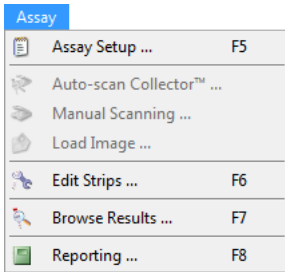 Assay
Assay Setup ... F5
Auto-scan Collector™ ...
Manual Scanning ...
Load Image ...
Edit Strips ... F6
Browse Results ... F7
Reporting ... F8